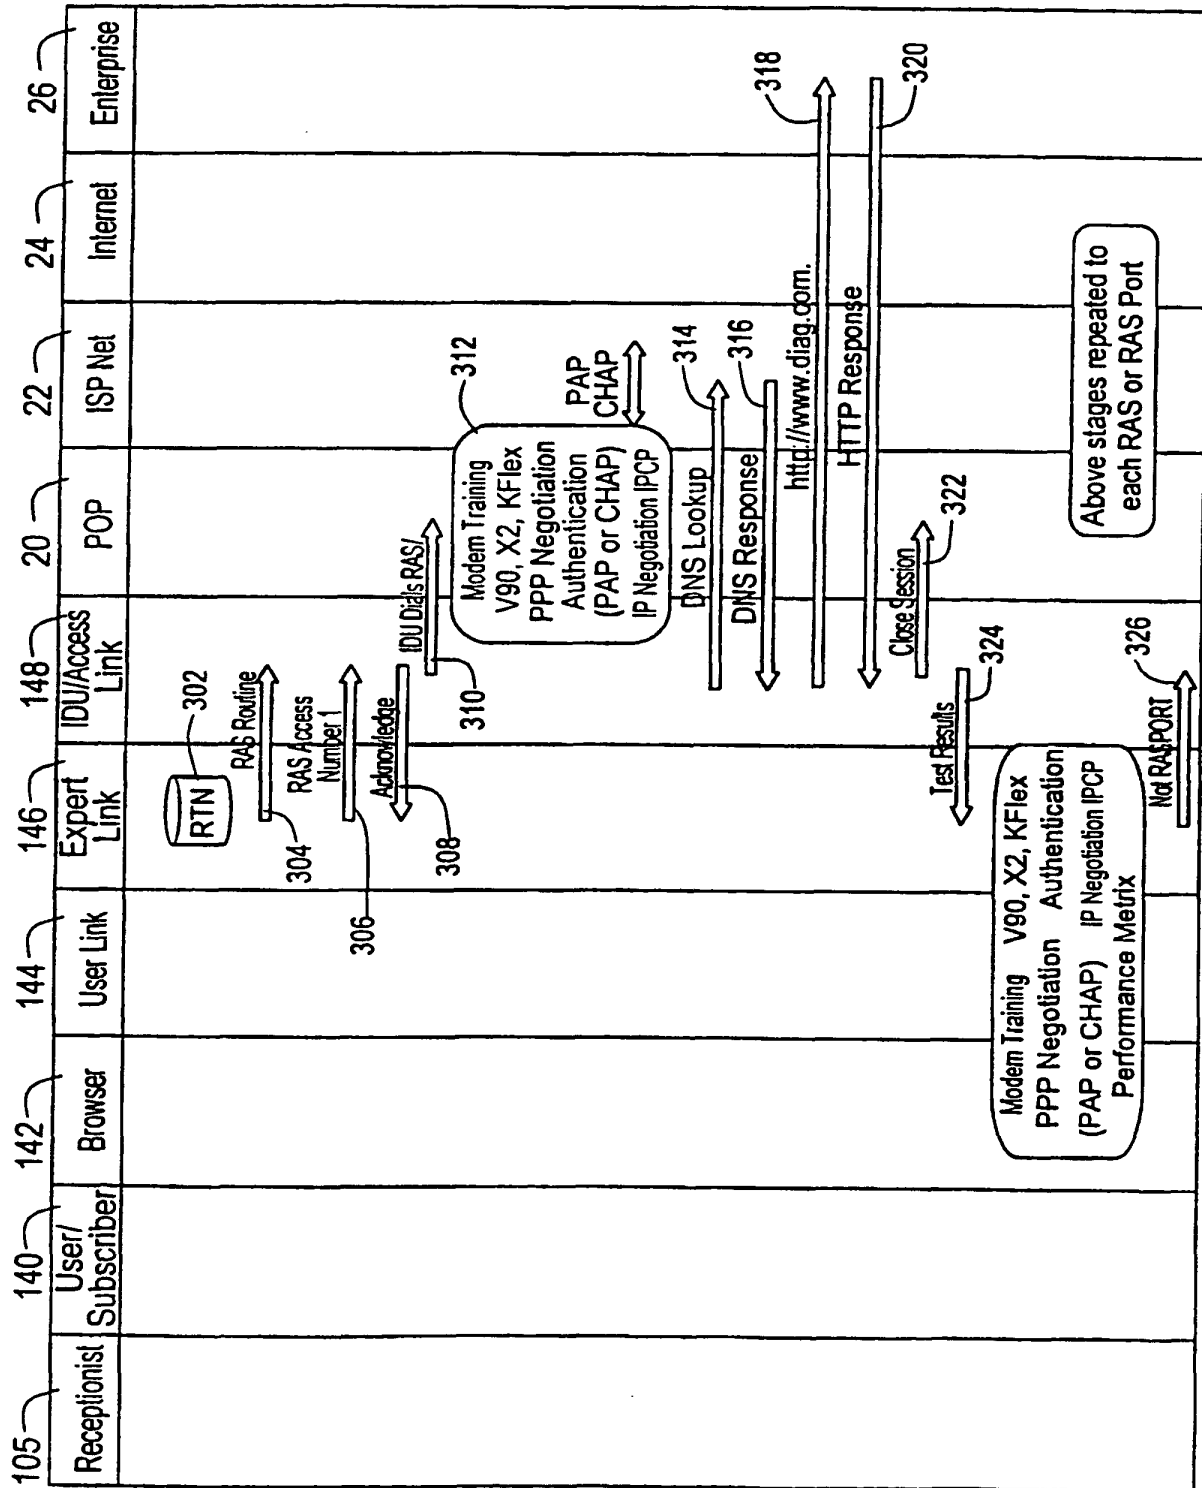 105
140
142
144
146
148
20
22
24
26
Receptionist
User/
Subscriber
Browser
User Link
Expert
Link
IDU/Access
Link
POP
ISP Net
Internet
Enterprise
RTN
302
RAS Routine
304
RAS Access
Number 1
306
Acknowledge
308
IDU Dials RAS/
310
Modem Training
V90, X2, KFlex
PPP Negotiation
Authentication
(PAP or CHAP)
IP Negotiation IPCP
312
PAP
CHAP
DNS Lookup
314
DNS Response
316
http://www.diag.com.
318
HTTP Response
320
Close Session
322
Test Results
324
Modem Training V90, X2, KFlex
PPP Negotiation Authentication
(PAP or CHAP) IP Negotiation IPCP
Performance Metrix
Above stages repeated to
each RAS or RAS Port
Not RASPORT
326